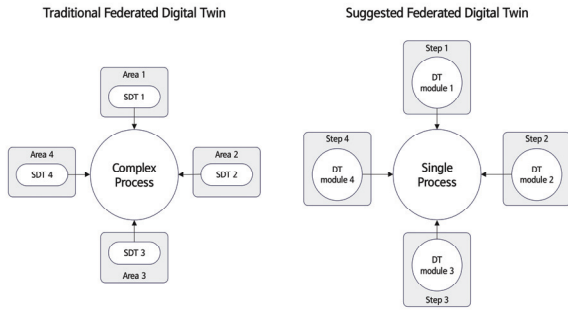 Traditional Federated Digital Twin
Area 1
SDT 1
Area 4
SDT 4
Complex
Process
Area 2
SDT 2
SDT 3
Area 3
Suggested Federated Digital Twin
Step 1
DT
module 1
Step 4
DT
module 4
Single
Process
Step 2
DT
module 2
DT
module 3
Step 3